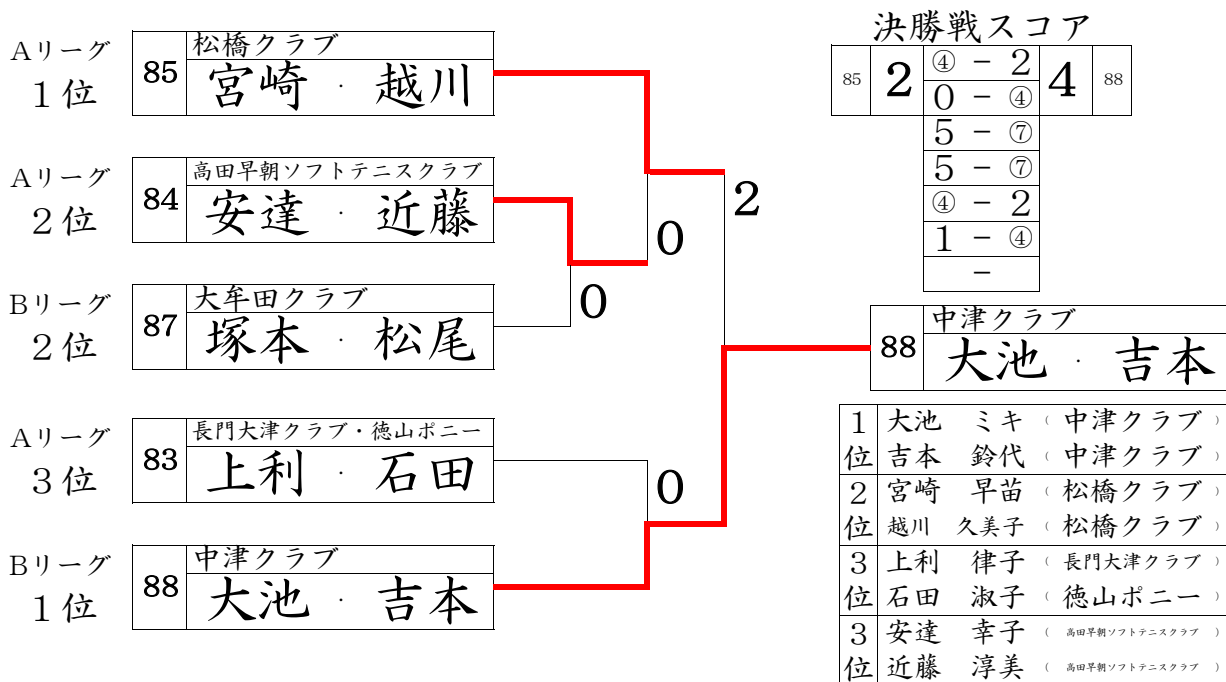 Aリーグ
1位
85
松橋クラブ
宮崎 · 越川
Aリーグ
2位
84
高田早朝ソフトテニスクラブ
安達 · 近藤
Bリーグ
2位
87
大牟田クラブ
塚本 · 松尾
Aリーグ
3位
83
長門大津クラブ・徳山ポニー
上利 · 石田
Bリーグ
1位
88
中津クラブ
大池 · 吉本
0
0
0
2
決勝戦スコア
85 2 ④ - 2 4 88
0 - ④
5 - ⑦
5 - ⑦
④ - 2
1 - ④
-
88
中津クラブ
大池 · 吉本
1位
大池 ミキ ( 中津クラブ )
吉本 鈴代 ( 中津クラブ )
2位
宮崎 早苗 ( 松橋クラブ )
越川 久美子 ( 松橋クラブ )
3位
上利 律子 ( 長門大津クラブ )
石田 淑子 ( 徳山ポニー )
3位
安達 幸子 ( 高田早朝ソフトテニスクラブ )
近藤 淳美 ( 高田早朝ソフトテニスクラブ )